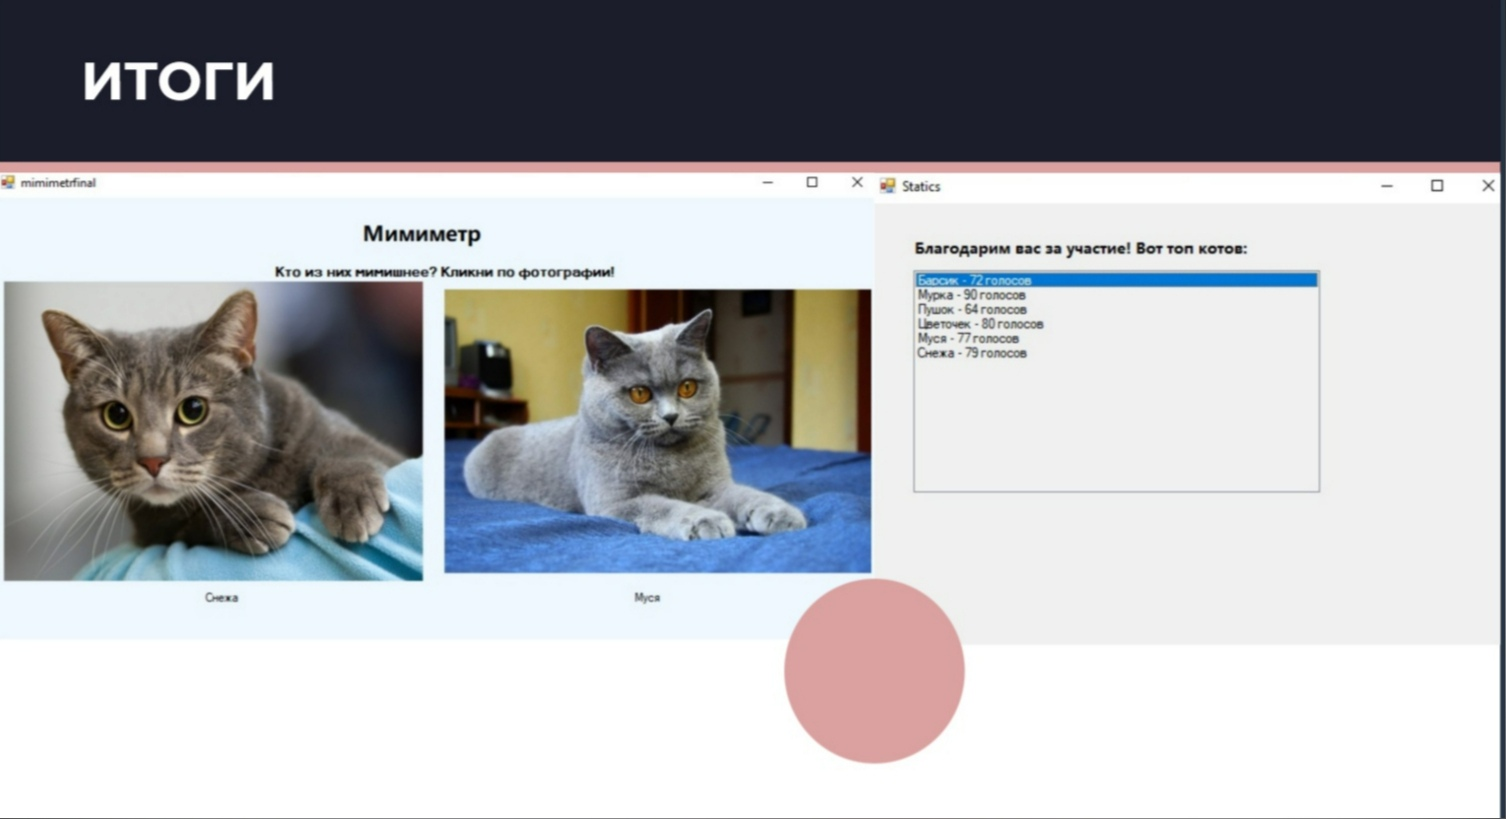 ИТОГИ
mimimetrfinal
Мимиметр
Кто из них мимишнее? Кликни по фотографии!
Снежа
Муся
Statics
Благодарим вас за участие! Вот топ котов:
Барсик - 72 голосов
Мурка - 90 голосов
Пушок - 64 голосов
Цветочек - 80 голосов
Муся - 77 голосов
Снежа - 79 голосов